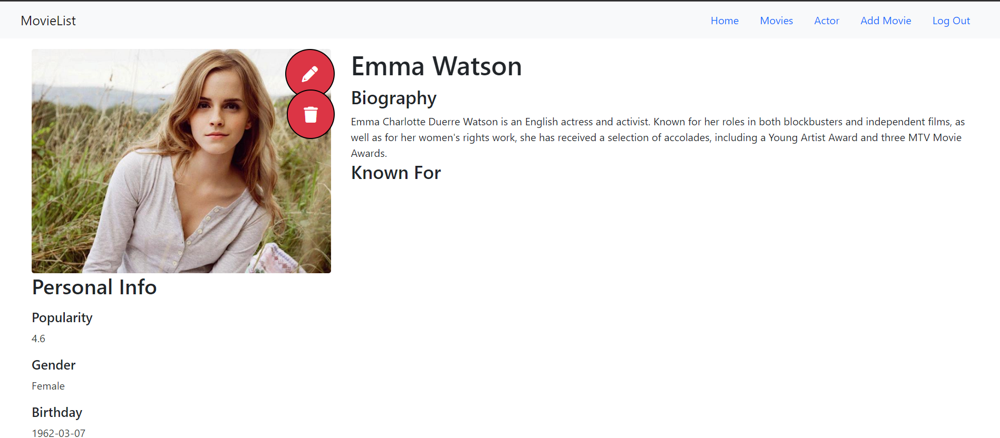 MovieList
Home
Movies
Actor
Add Movie
Log Out
Emma Watson
Biography
Emma Charlotte Duerre Watson is an English actress and activist. Known for her roles in both blockbusters and independent films, as
well as for her women's rights work, she has received a selection of accolades, including a Young Artist Award and three MTV Movie
Awards.
Known For
Personal Info
Popularity
4.6
Gender
Female
Birthday
1962-03-07